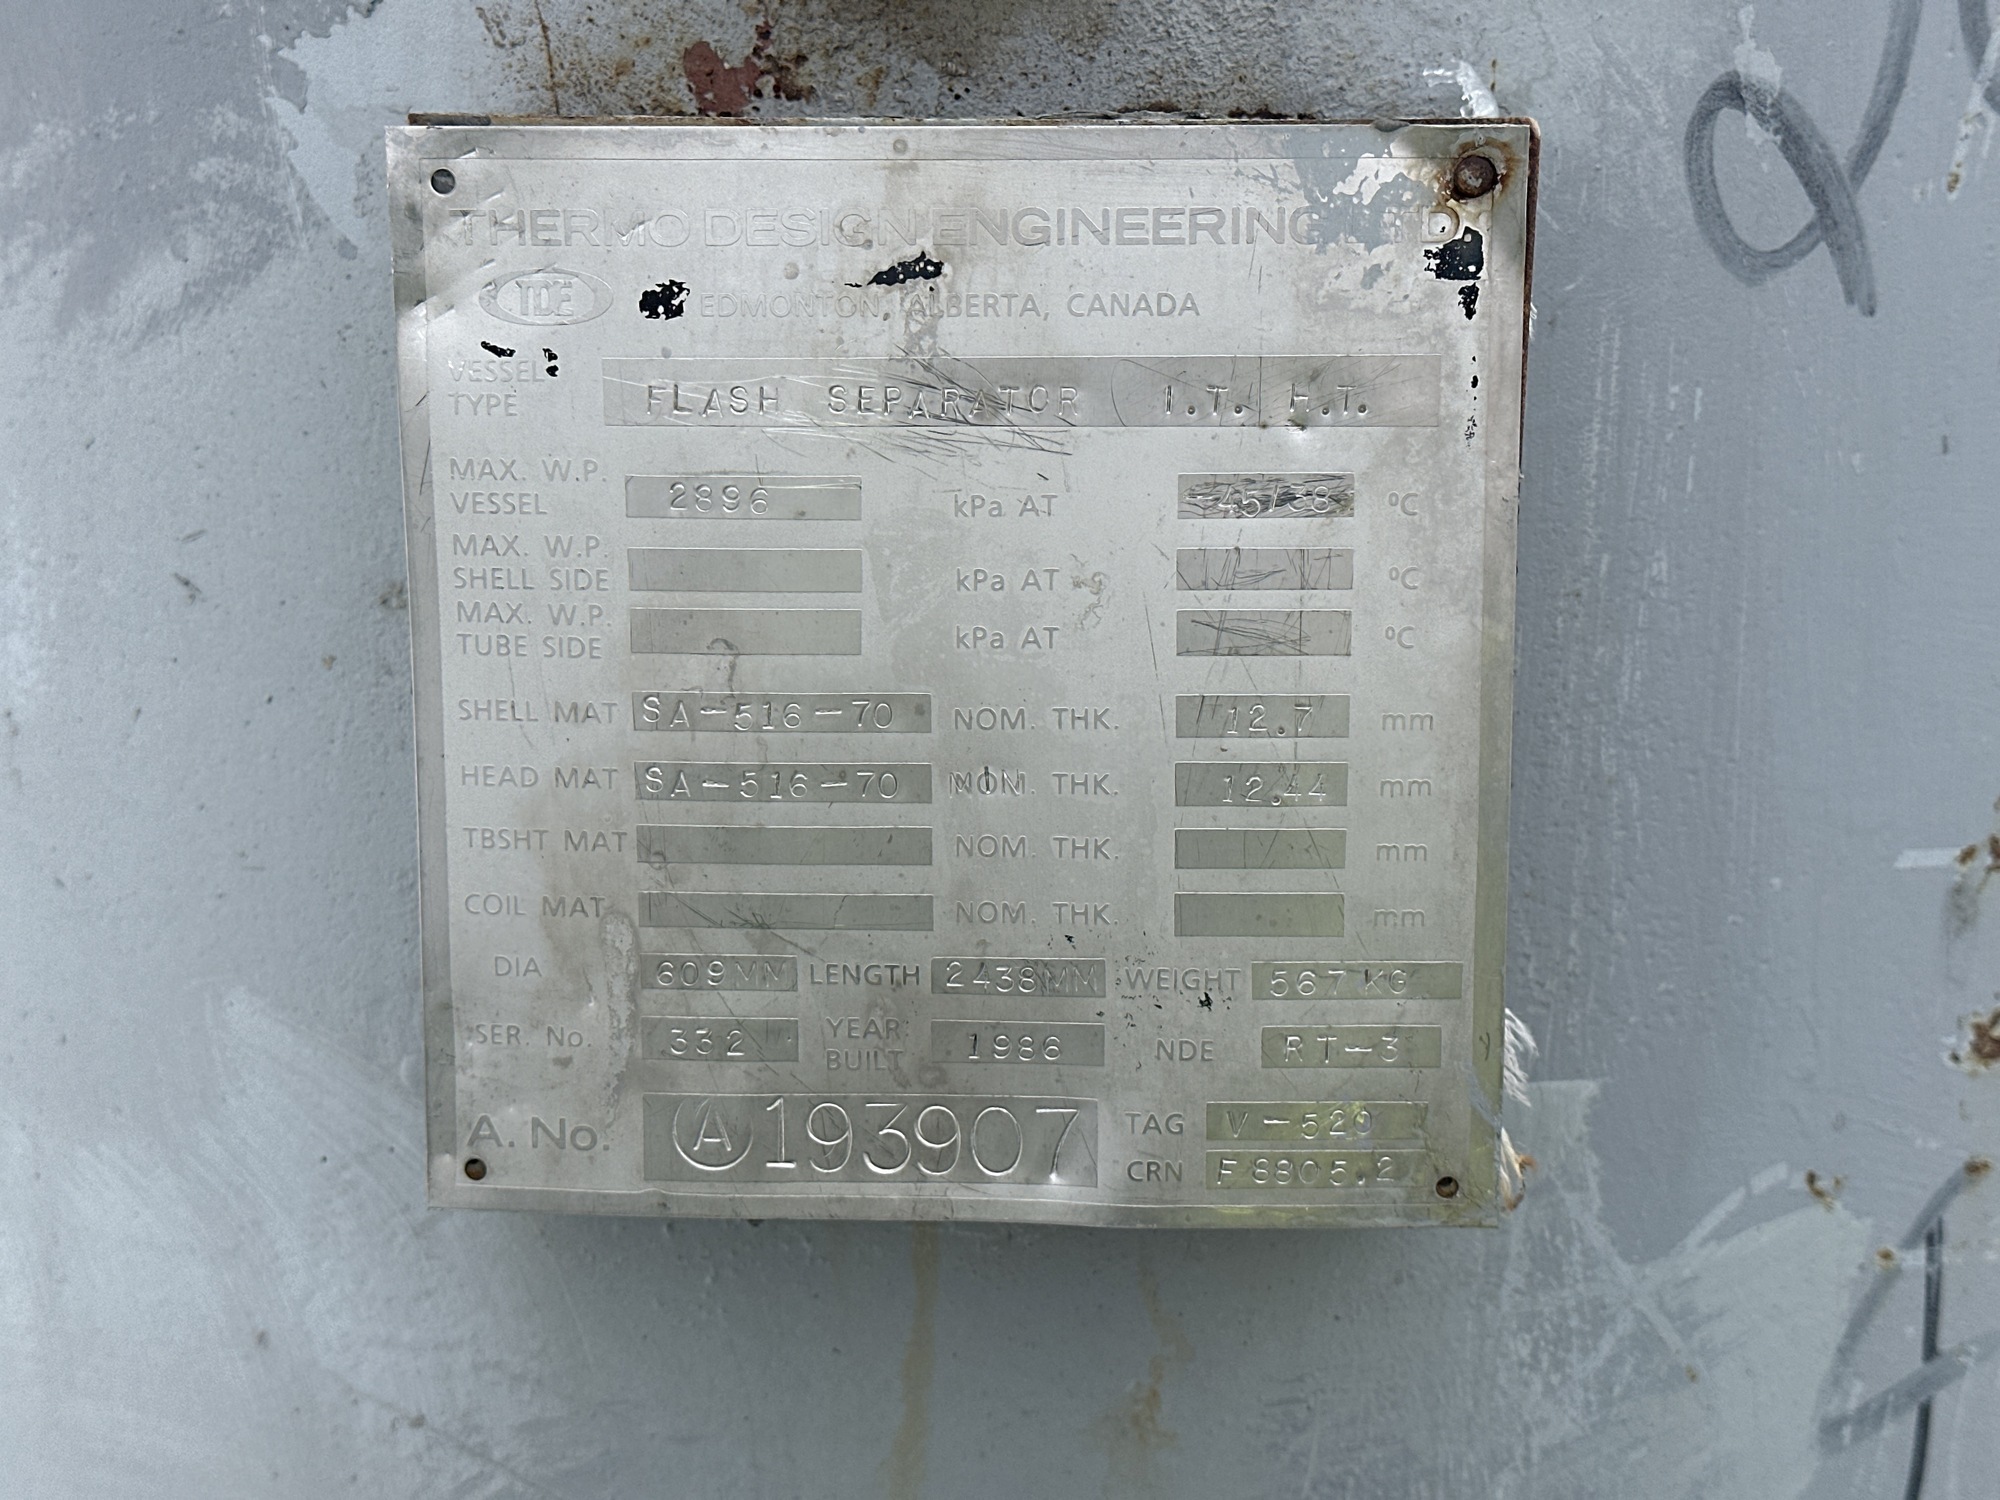 THERMO DESIGN ENGINEERING LTD.
TDE EDMONTON, ALBERTA, CANADA
VESSEL TYPE FLASH SEPARATOR I.T. H.T.
MAX. W.P. VESSEL 2896 kPa AT -45/38 °C
MAX. W.P. SHELL SIDE kPa AT °C
MAX. W.P. TUBE SIDE kPa AT °C
SHELL MAT SA-516-70 NOM. THK. 12.7 mm
HEAD MAT SA-516-70 MIN. THK. 12.44 mm
TBSHT MAT NOM. THK. mm
COIL MAT NOM. THK. mm
DIA 609MM LENGTH 2438MM WEIGHT 567 KG
SER. No. 332 YEAR BUILT 1986 NDE RT-3
A. No. A 193907 TAG V-520
CRN F8805.2